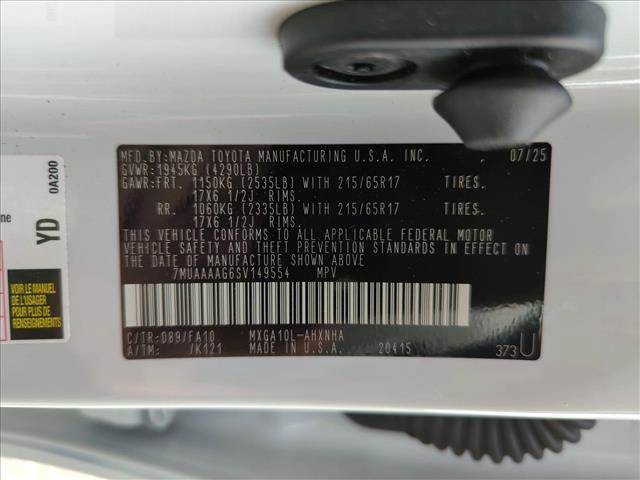 MFD.BY:MAZDA TOYOTA MANUFACTURING U.S.A. INC. 07/25
GVWR:1945KG (4290LB)
GAWR:FRT. 1150KG (2535LB) WITH 215/65R17 TIRES.
17X6 1/2J RIMS.
RR. 1060KG (2335LB) WITH 215/65R17 TIRES.
17X6 1/2J RIMS.
THIS VEHICLE CONFORMS TO ALL APPLICABLE FEDERAL MOTOR
VEHICLE SAFETY AND THEFT PREVENTION STANDARDS IN EFFECT
ON THE DATE OF MANUFACTURE SHOWN ABOVE
7MUAAAAG6SV149554 MPV
C/TR:089/FA10 MXGA10L-AHXNHA
A/TM: /K121 20415 373U
0A200
YD
VOIR LE MANUEL
DE L'USAGER
POUR PLUS DE
RENSEIGNEMENTS